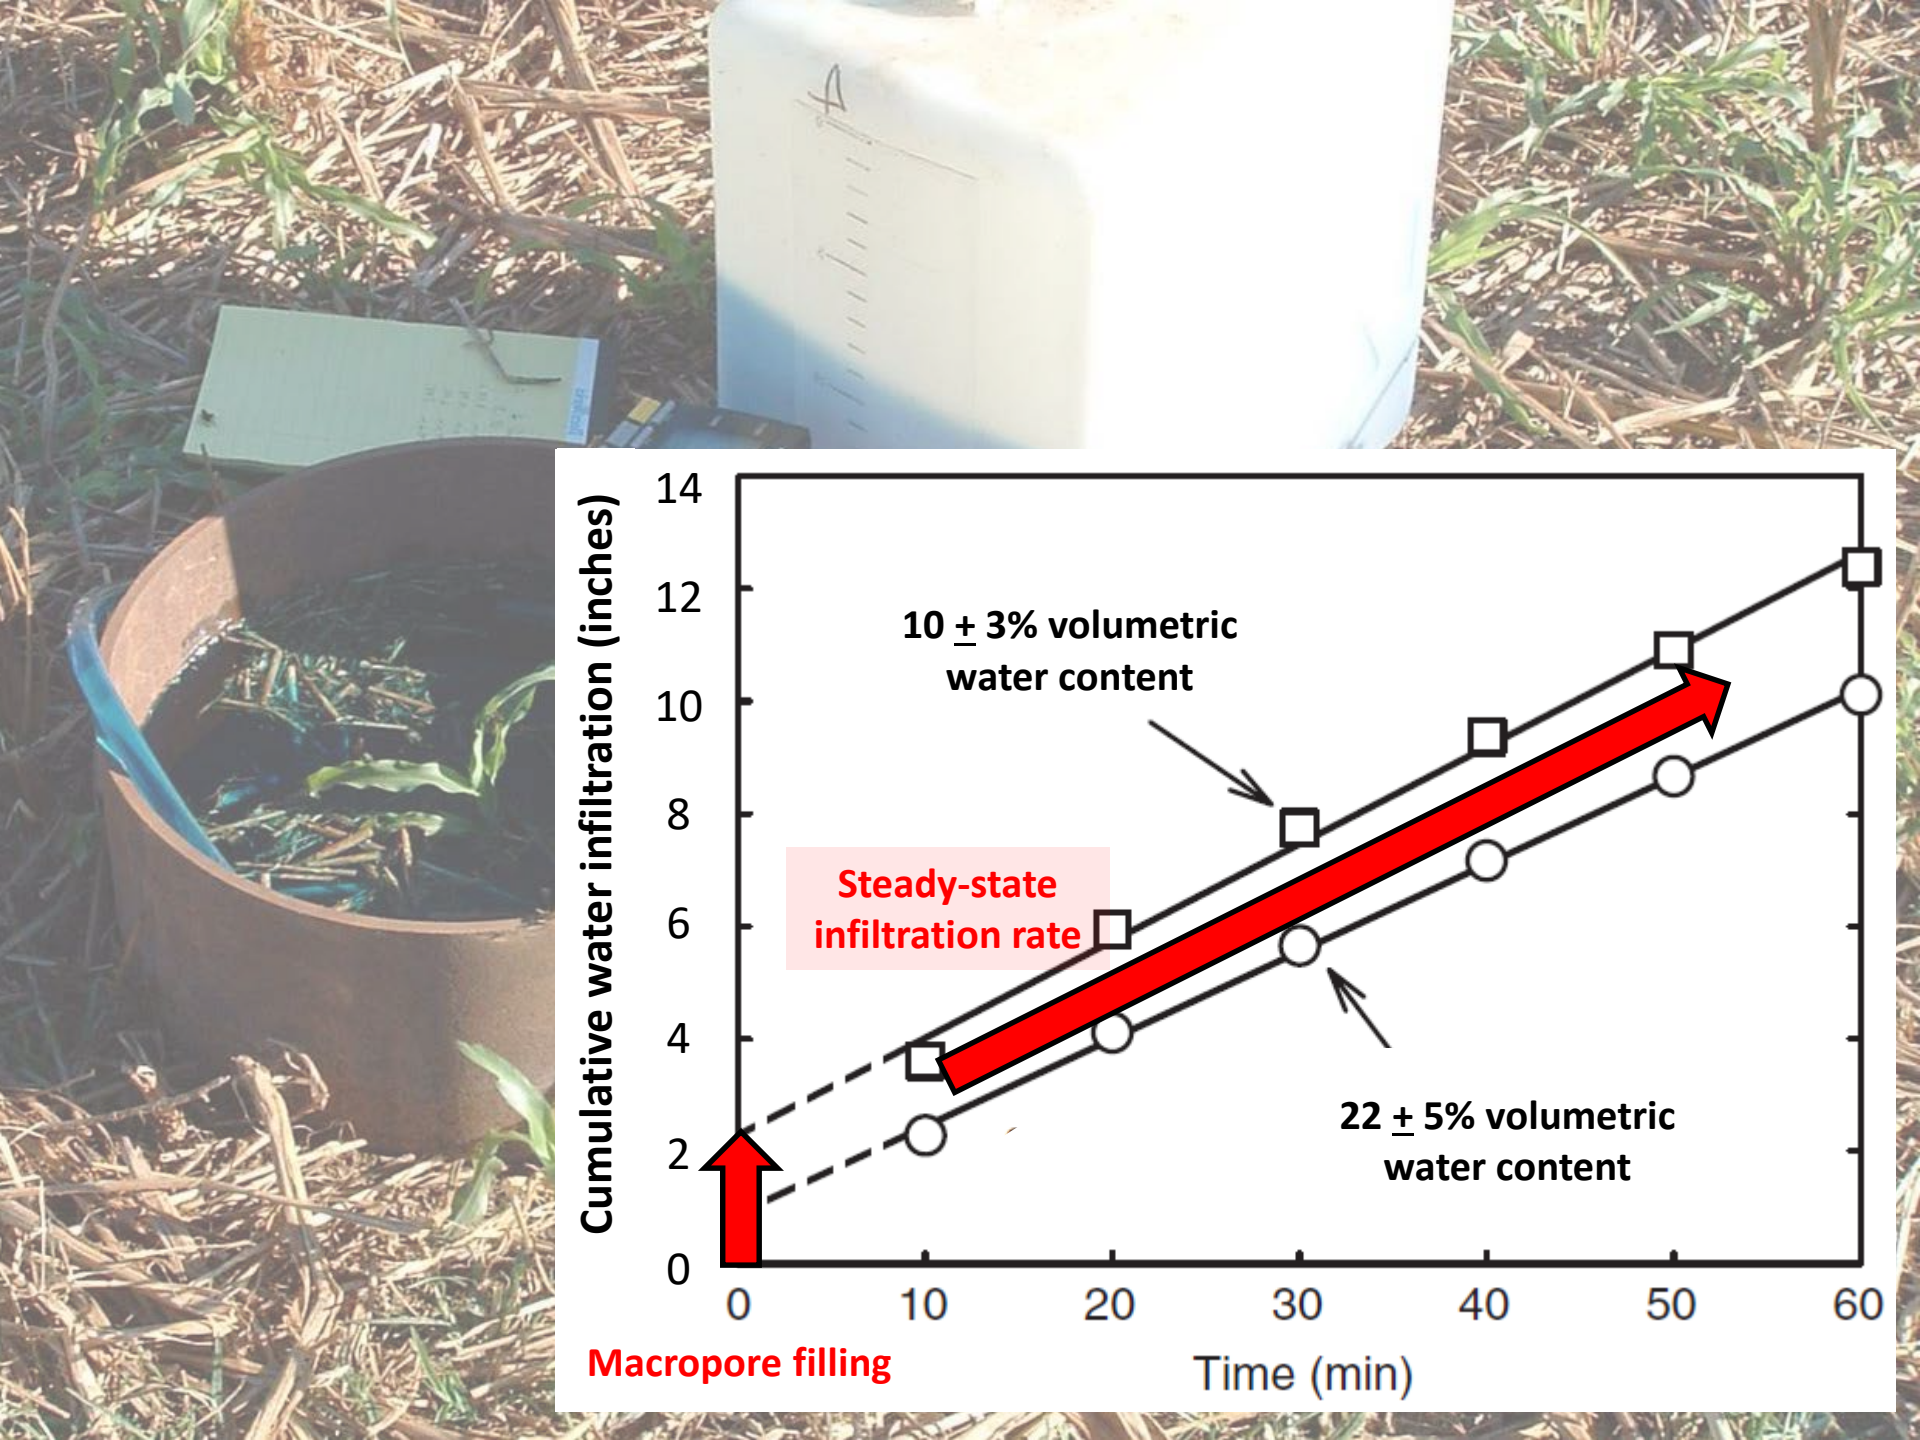 A
Cumulative water infiltration (inches)
14
12
10
8
6
4
2
0
10 + 3% volumetric
water content
Steady-state
infiltration rate
22 + 5% volumetric
water content
0 10 20 30 40 50 60
Macropore filling
Time (min)